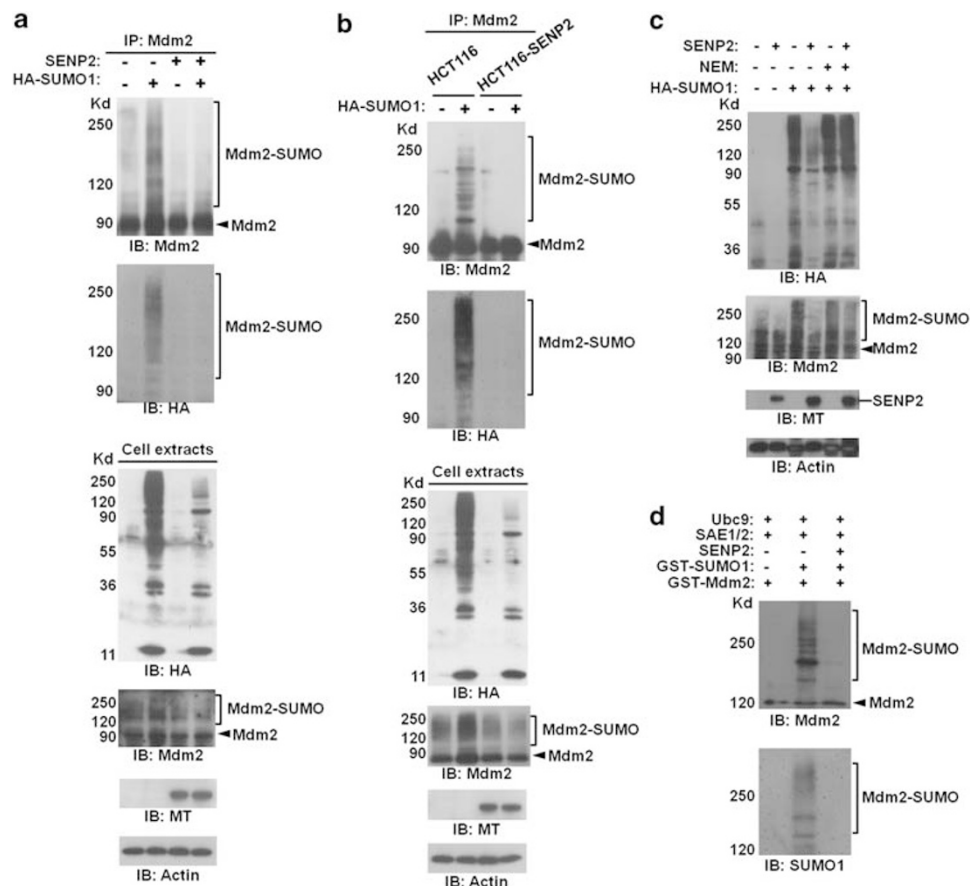 a
IP: Mdm2
SENP2: - - + +
HA-SUMO1: - + - +
Kd
250
120
90
Mdm2-SUMO
Mdm2
IB: Mdm2
250
120
90
Mdm2-SUMO
IB: HA
Cell extracts
Kd
250
120
90
55
36
11
IB: HA
250
120
90
Mdm2-SUMO
Mdm2
IB: Mdm2
IB: MT
IB: Actin
b
IP: Mdm2
HCT116
HCT116-SENP2
HA-SUMO1: - + - +
Kd
250
120
90
Mdm2-SUMO
Mdm2
IB: Mdm2
250
120
90
Mdm2-SUMO
IB: HA
Cell extracts
Kd
250
120
90
55
36
11
IB: HA
250
120
90
Mdm2-SUMO
Mdm2
IB: Mdm2
IB: MT
IB: Actin
c
SENP2: - + - + - +
NEM: - - - - + +
HA-SUMO1: - - + + + +
Kd
250
120
90
55
36
IB: HA
250
120
90
Mdm2-SUMO
Mdm2
IB: Mdm2
SENP2
IB: MT
IB: Actin
d
Ubc9: + + +
SAE1/2: + + +
SENP2: - - +
GST-SUMO1: - + +
GST-Mdm2: + + +
Kd
250
120
Mdm2-SUMO
Mdm2
IB: Mdm2
250
120
Mdm2-SUMO
IB: SUMO1